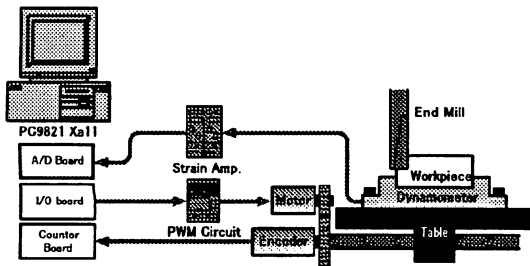 PC9821 Xa11
A/D Board
I/O board
Counter
Board
Strain Amp.
PWM Circuit
Motor
Encoder
End Mill
Workpiece
Dynamometer
Table